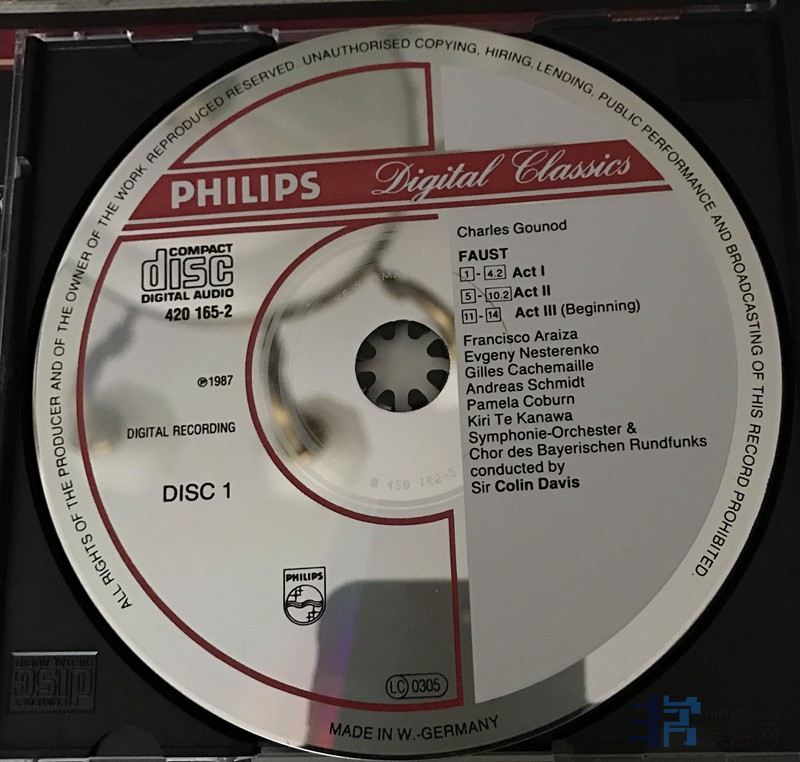 ALL RIGHTS OF THE PRODUCER AND OF THE OWNER OF THE WORK REPRODUCED RESERVED. UNAUTHORISED COPYING, HIRING, LENDING, PUBLIC PERFORMANCE AND BROADCASTING OF THIS RECORD PROHIBITED.
PHILIPS Digital Classics
COMPACT
disc
DIGITAL AUDIO
420 165-2
℗1987
DIGITAL RECORDING
DISC 1
PHILIPS
Charles Gounod
FAUST
1 - 4.2 Act I
5 - 10.2 Act II
11 - 14 Act III (Beginning)
Francisco Araiza
Evgeny Nesterenko
Gilles Cachemaille
Andreas Schmidt
Pamela Coburn
Kiri Te Kanawa
Symphonie-Orchester &
Chor des Bayerischen Rundfunks
conducted by
Sir Colin Davis
LC 0305
MADE IN W.-GERMANY